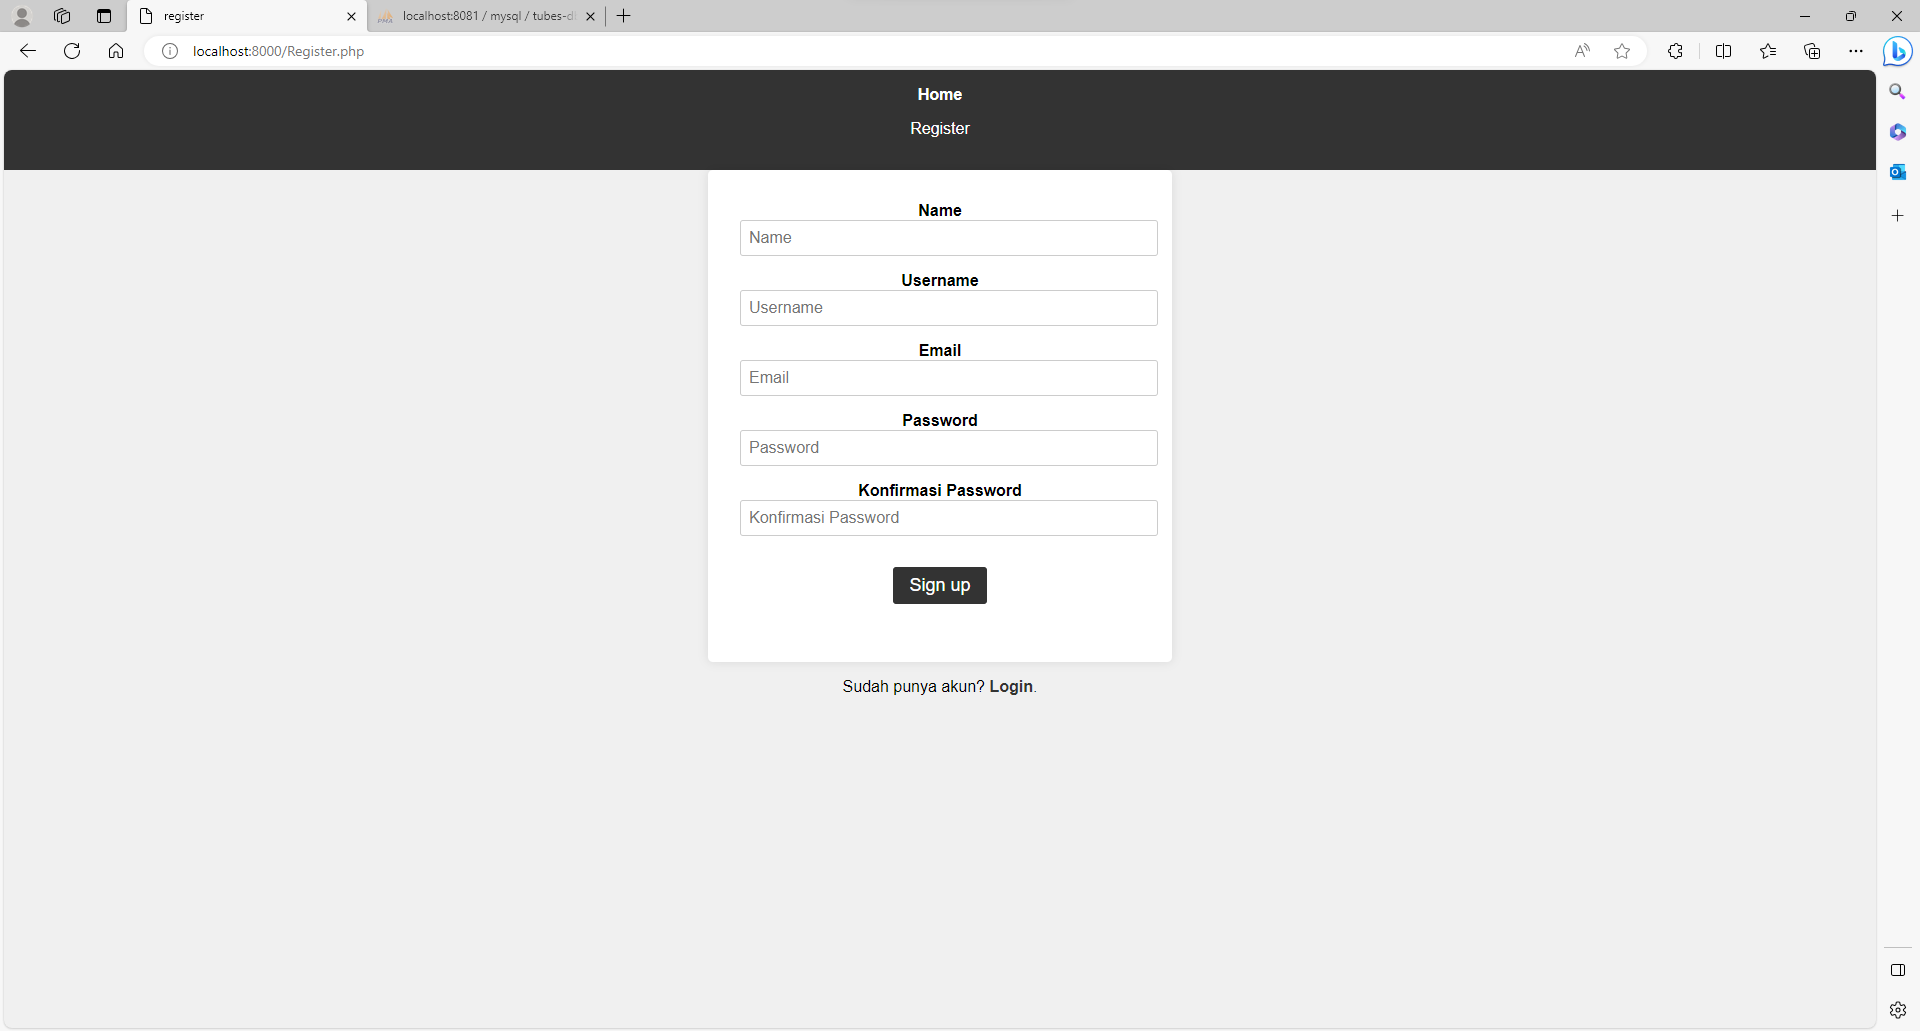 register
localhost:8081 / mysql / tubes-di
localhost:8000/Register.php
Home
Register
Name
Name
Username
Username
Email
Email
Password
Password
Konfirmasi Password
Konfirmasi Password
Sign up
Sudah punya akun? Login.